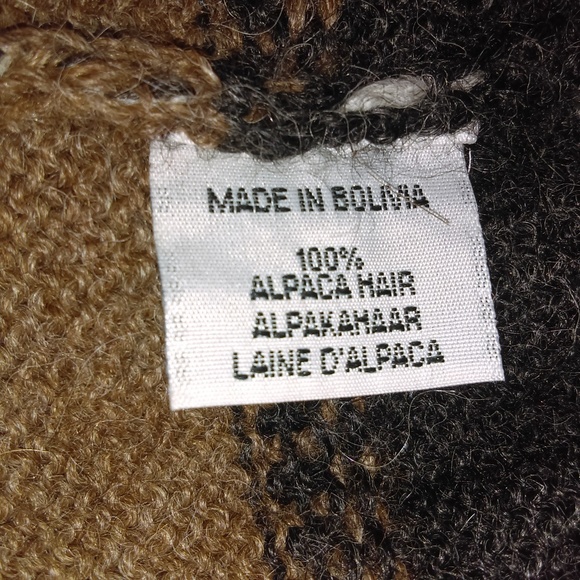 MADE IN BOLIVIA
100%
ALPACA HAIR
ALPAKAHAAR
LAINE D'ALPACA